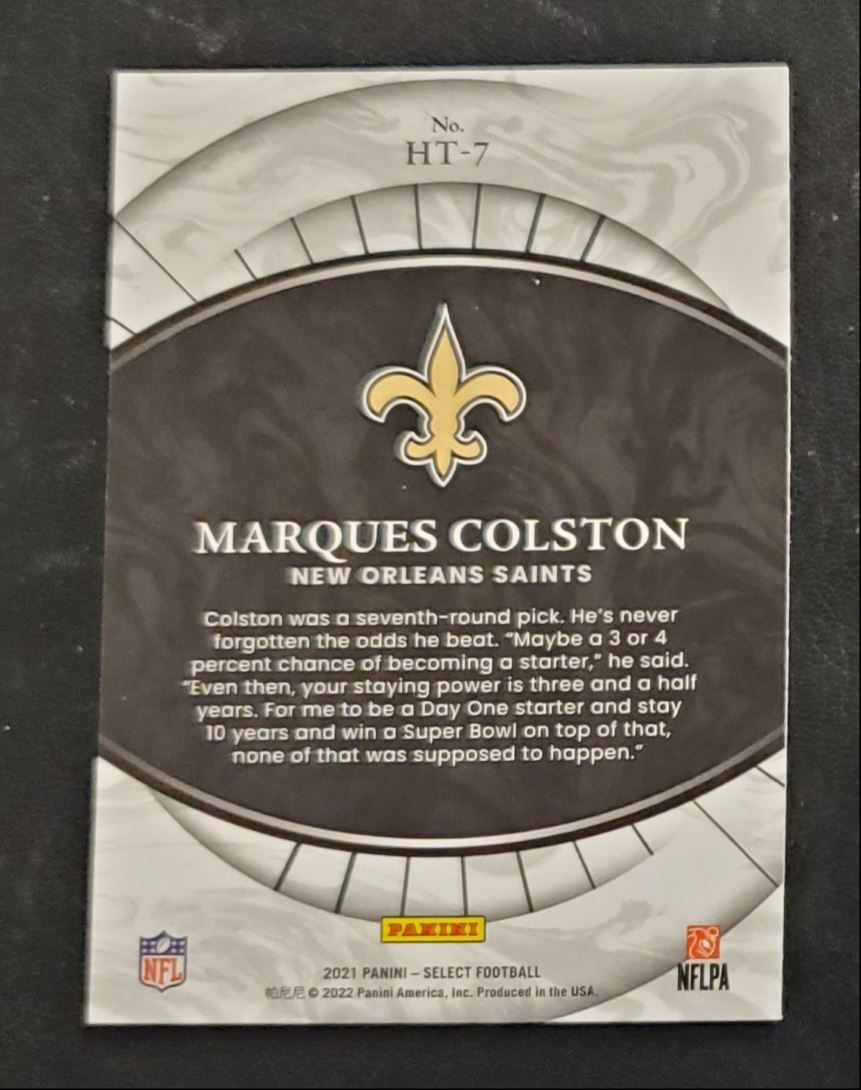 No.
HT-7
MARQUES COLSTON
NEW ORLEANS SAINTS
Colston was a seventh-round pick. He's never
forgotten the odds he beat. "Maybe a 3 or 4
percent chance of becoming a starter," he said.
"Even then, your staying power is three and a half
years. For me to be a Day One starter and stay
10 years and win a Super Bowl on top of that,
none of that was supposed to happen."
PANINI
NFL
NFLPA
2021 PANINI – SELECT FOOTBALL
帕尼尼 © 2022 Panini America, Inc. Produced in the USA.